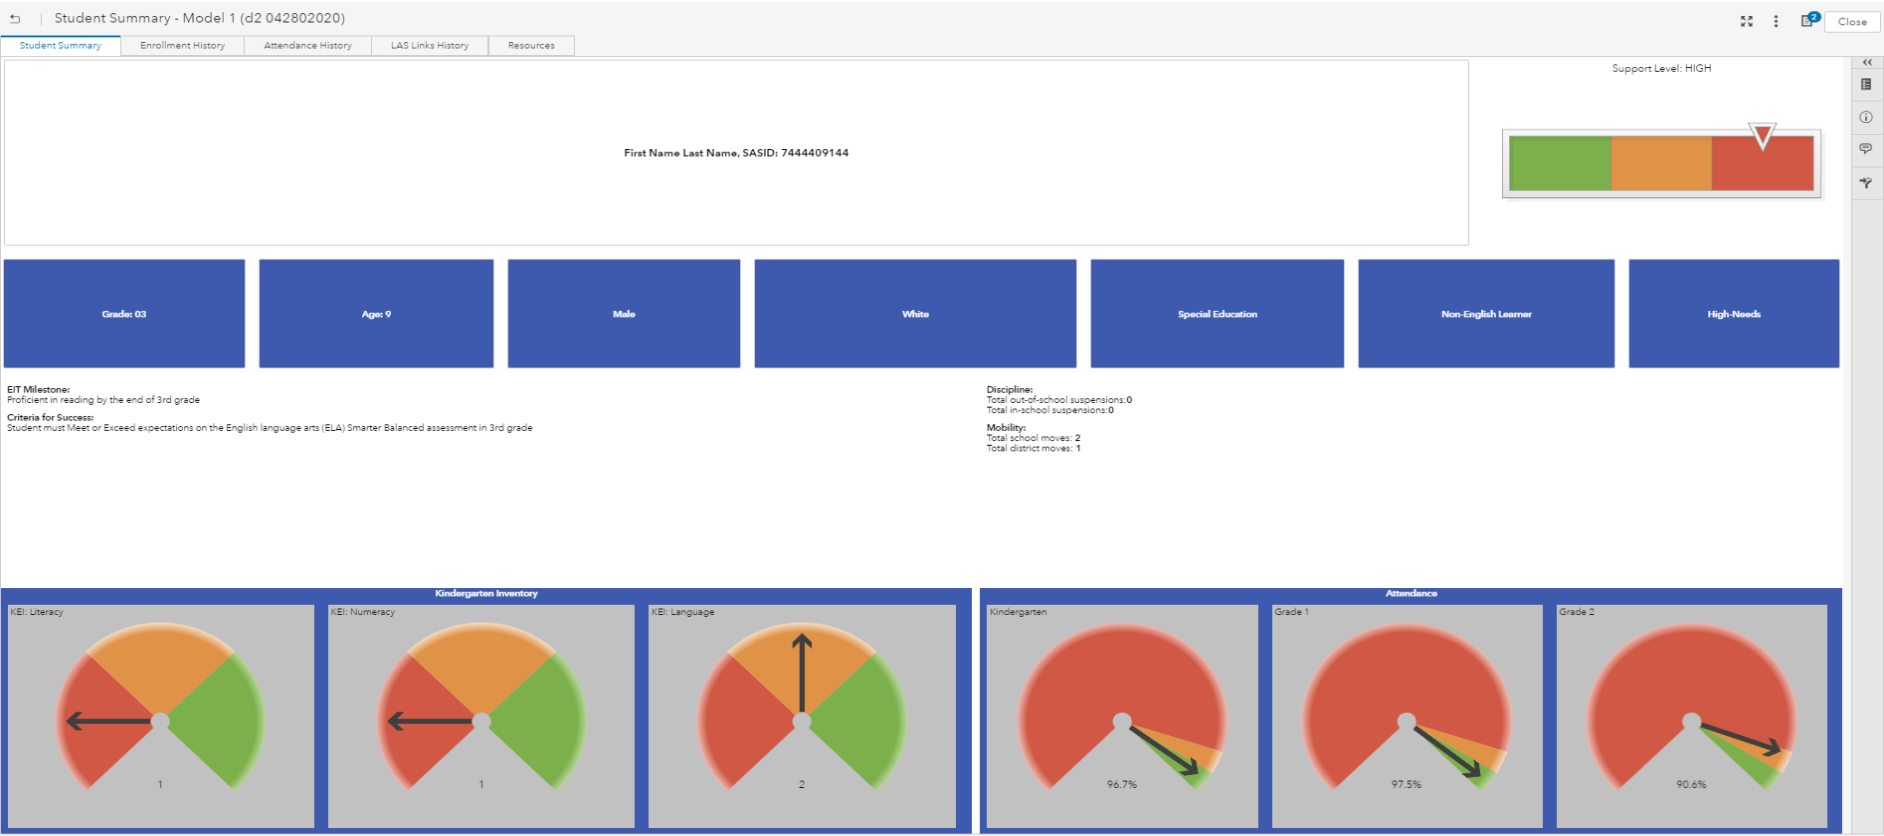 Student Summary - Model 1 (d2 042802020)
2
Close
Student Summary
Enrollment History
Attendance History
LAS Links History
Resources
Support Level: HIGH
First Name Last Name, SASID: 7444409144
Grade: 03
Age: 9
Male
White
Special Education
Non-English Learner
High-Needs
EIT Milestone:
Proficient in reading by the end of 3rd grade
Criteria for Success:
Student must Meet or Exceed expectations on the English language arts (ELA) Smarter Balanced assessment in 3rd grade
Discipline:
Total out-of-school suspensions:0
Total in-school suspensions:0
Mobility:
Total school moves: 2
Total district moves: 1
Kindergarten Inventory
KEI: Literacy
1
KEI: Numeracy
1
KEI: Language
2
Attendance
Kindergarten
96.7%
Grade 1
97.5%
Grade 2
90.6%